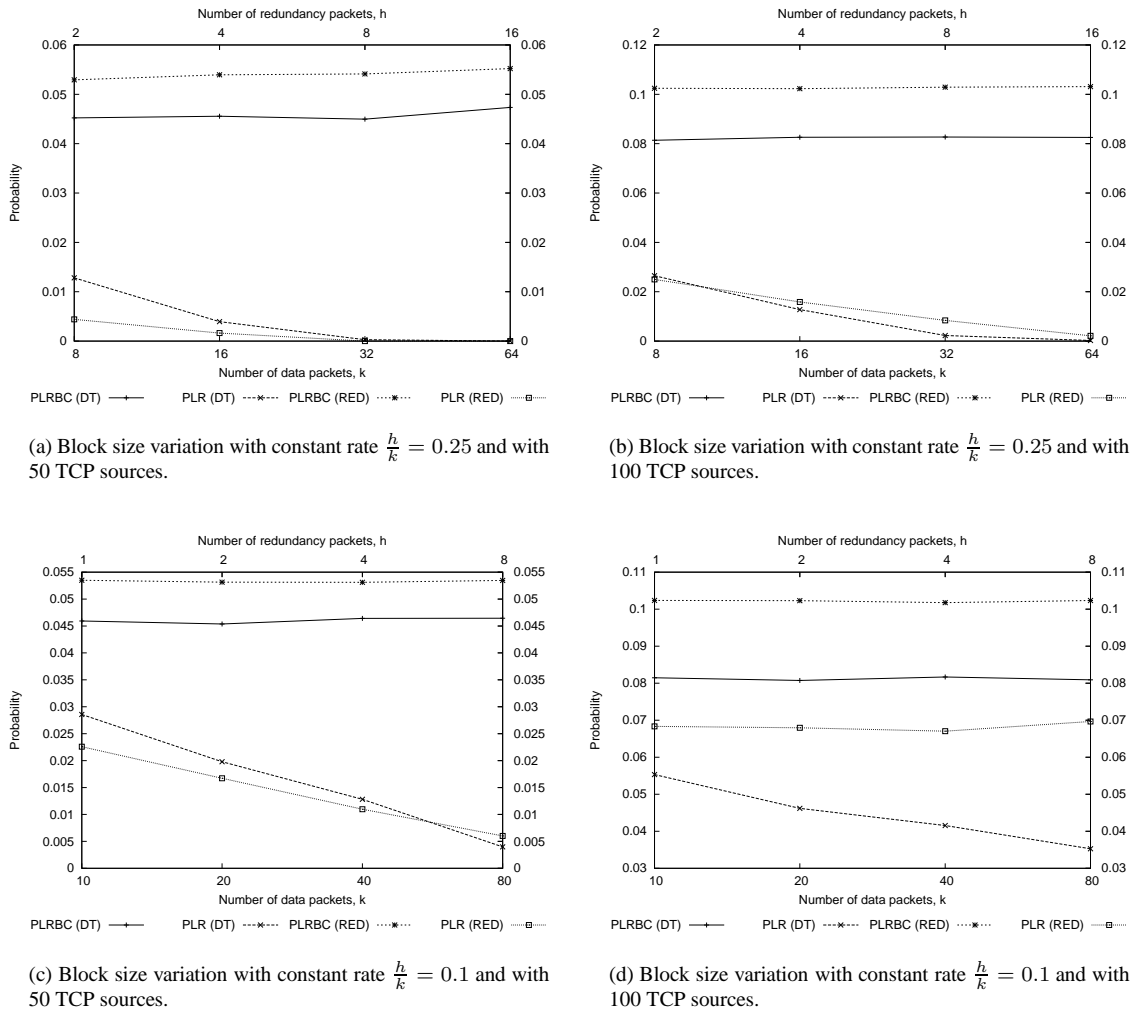 Number of redundancy packets, h
2 4 8 16
0.06 0.06
0.05 0.05
0.04 0.04
0.03 0.03
0.02 0.02
0.01 0.01
0 0
Probability
8 16 32 64
Number of data packets, k
PLRBC (DT) PLR (DT) PLRBC (RED) PLR (RED)
(a) Block size variation with constant rate h/k = 0.25 and with
50 TCP sources.
Number of redundancy packets, h
2 4 8 16
0.12 0.12
0.1 0.1
0.08 0.08
0.06 0.06
0.04 0.04
0.02 0.02
0 0
Probability
8 16 32 64
Number of data packets, k
PLRBC (DT) PLR (DT) PLRBC (RED) PLR (RED)
(b) Block size variation with constant rate h/k = 0.25 and with
100 TCP sources.
Number of redundancy packets, h
1 2 4 8
0.055 0.055
0.05 0.05
0.045 0.045
0.04 0.04
0.035 0.035
0.03 0.03
0.025 0.025
0.02 0.02
0.015 0.015
0.01 0.01
0.005 0.005
0 0
Probability
10 20 40 80
Number of data packets, k
PLRBC (DT) PLR (DT) PLRBC (RED) PLR (RED)
(c) Block size variation with constant rate h/k = 0.1 and with
50 TCP sources.
Number of redundancy packets, h
1 2 4 8
0.11 0.11
0.1 0.1
0.09 0.09
0.08 0.08
0.07 0.07
0.06 0.06
0.05 0.05
0.04 0.04
0.03 0.03
Probability
10 20 40 80
Number of data packets, k
PLRBC (DT) PLR (DT) PLRBC (RED) PLR (RED)
(d) Block size variation with constant rate h/k = 0.1 and with
100 TCP sources.